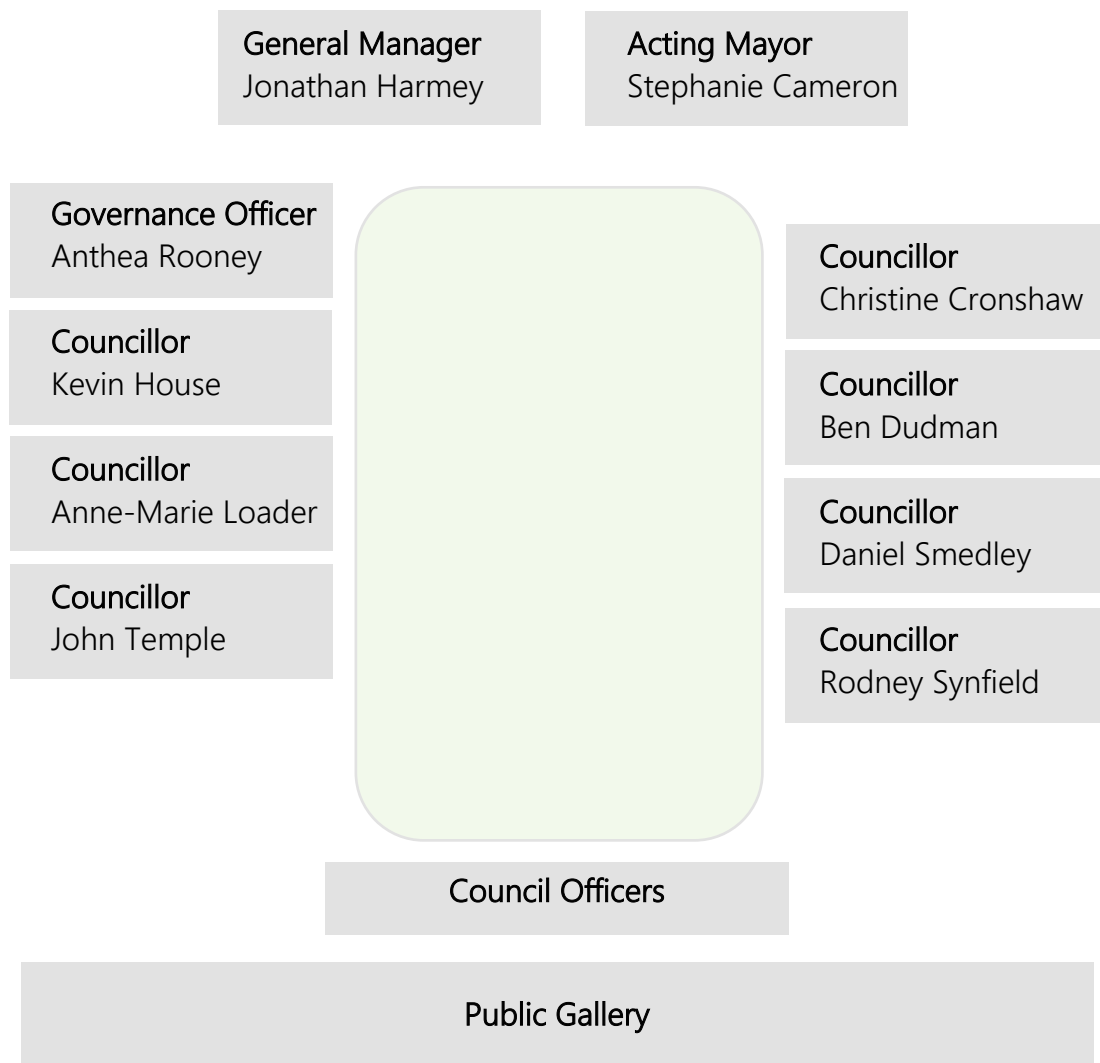 General Manager
Jonathan Harmey
Acting Mayor
Stephanie Cameron
Governance Officer
Anthea Rooney
Councillor
Kevin House
Councillor
Anne-Marie Loader
Councillor
John Temple
Councillor
Christine Cronshaw
Councillor
Ben Dudman
Councillor
Daniel Smedley
Councillor
Rodney Synfield
Council Officers
Public Gallery